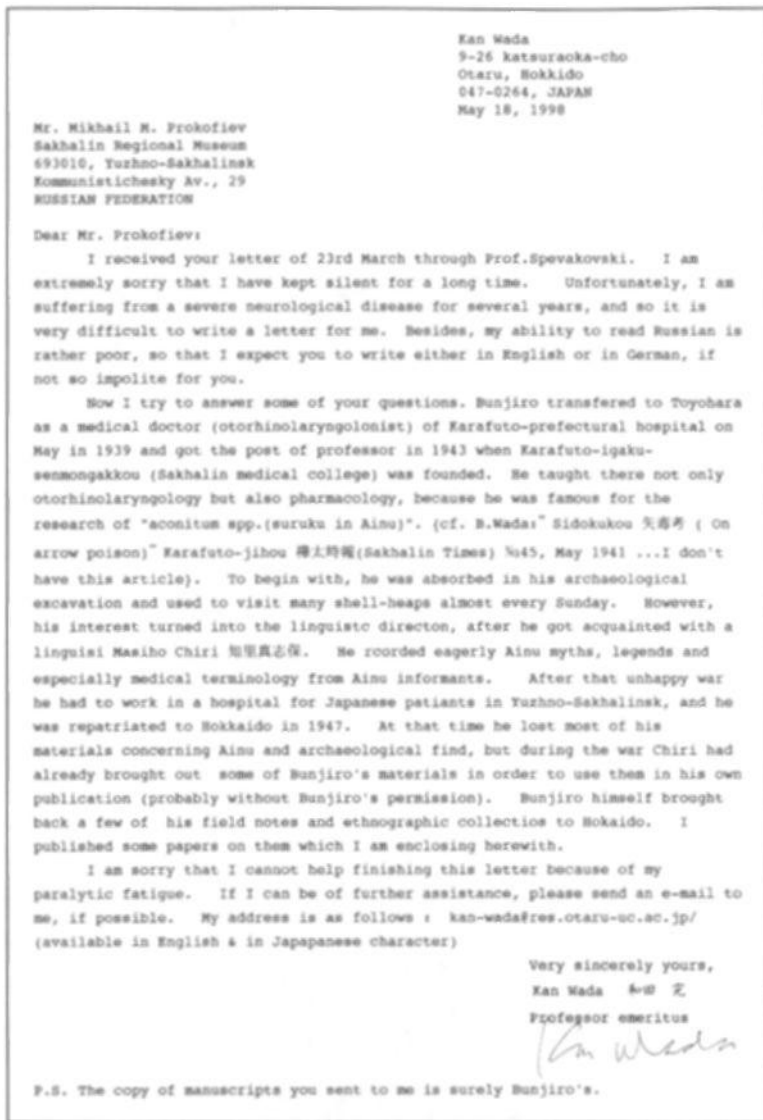 Kan Wada
9-26 katsuraoka-cho
Otaru, Hokkido
047-0264, JAPAN
May 18, 1998
Mr. Mikhail M. Prokofiev
Sakhalin Regional Museum
693010, Yuzhno-Sakhalinsk
Kommunistichesky Av., 29
RUSSIAN FEDERATION
Dear Mr. Prokofiev:
I received your letter of 23rd March through Prof.Spevakovski. I am
extremely sorry that I have kept silent for a long time. Unfortunately, I am
suffering from a severe neurological disease for several years, and so it is
very difficult to write a letter for me. Besides, my ability to read Russian is
rather poor, so that I expect you to write either in English or in German, if
not so impolite for you.
Now I try to answer some of your questions. Bunjiro transfered to Toyohara
as a medical doctor (otorhinolaryngolonist) of Karafuto-prefectural hospital on
May in 1939 and got the post of professor in 1943 when Karafuto-igaku-
senmongakkou (Sakhalin medical college) was founded. He taught there not only
otorhinolaryngology but also pharmacology, because he was famous for the
research of "aconitum spp.(suruku in Ainu)". {cf. B.Wada:" Sidokukou 矢毒考 ( On
arrow poison)" Karafuto-jihou 樺太時報(Sakhalin Times) №45, May 1941 ...I don't
have this article}. To begin with, he was absorbed in his archaeological
excavation and used to visit many shell-heaps almost every Sunday. However,
his interest turned into the linguistc directon, after he got acquainted with a
linguisi Masiho Chiri 知里真志保. He rcorded eagerly Ainu myths, legends and
especially medical terminology from Ainu informants. After that unhappy war
he had to work in a hospital for Japanese patiants in Yuzhno-Sakhalinsk, and he
was repatriated to Hokkaido in 1947. At that time he lost most of his
materials concerning Ainu and archaeological find, but during the war Chiri had
already brought out some of Bunjiro's materials in order to use them in his own
publication (probably without Bunjiro's permission). Bunjiro himself brought
back a few of his field notes and ethnographic collectios to Hokaido. I
published some papers on them which I am enclosing herewith.
I am sorry that I cannot help finishing this letter because of my
paralytic fatigue. If I can be of further assistance, please send an e-mail to
me, if possible. My address is as follows : kan-wada@res.otaru-uc.ac.jp/
(available in English & in Japapanese character)
Very sincerely yours,
Kan Wada 和田 完
Professor emeritus
Kan Wada
P.S. The copy of manuscripts you sent to me is surely Bunjiro's.